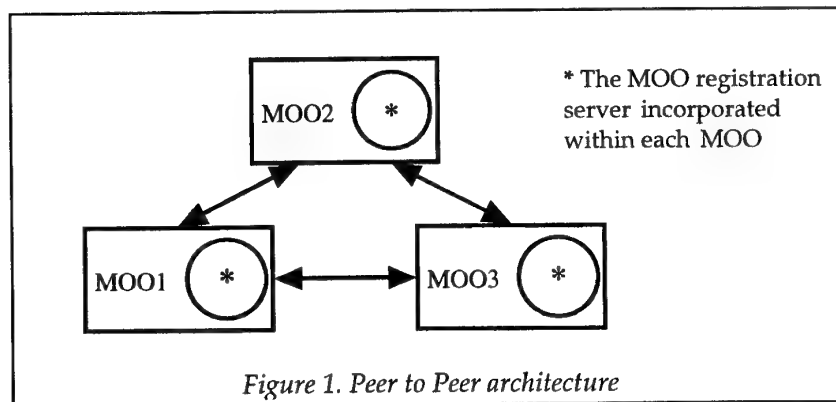 MOO2 *
* The MOO registration
server incorporated
within each MOO
MOO1 *
MOO3 *
Figure 1. Peer to Peer architecture